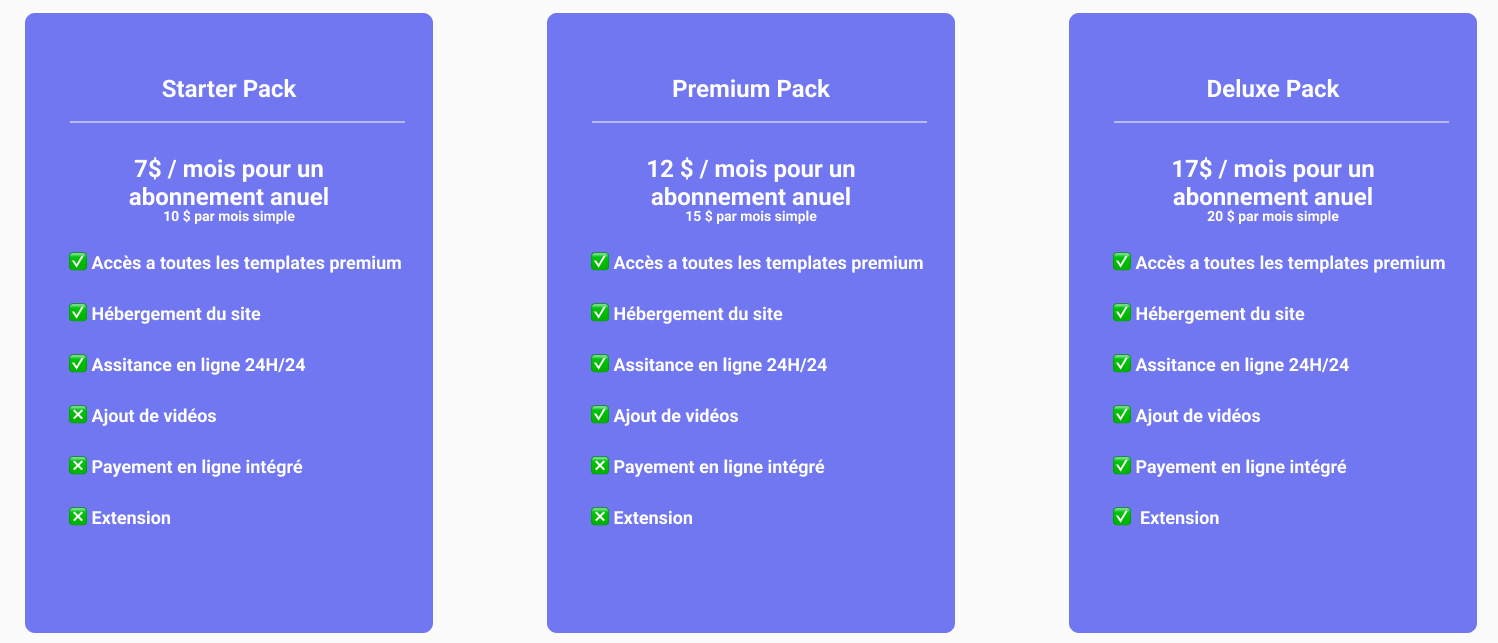 Starter Pack
7$ / mois pour un
abonnement anuel
10 $ par mois simple
✅ Accès a toutes les templates premium
✅ Hébergement du site
✅ Assitance en ligne 24H/24
❎ Ajout de vidéos
❎ Payement en ligne intégré
❎ Extension
Premium Pack
12 $ / mois pour un
abonnement anuel
15 $ par mois simple
✅ Accès a toutes les templates premium
✅ Hébergement du site
✅ Assitance en ligne 24H/24
✅ Ajout de vidéos
❎ Payement en ligne intégré
❎ Extension
Deluxe Pack
17$ / mois pour un
abonnement anuel
20 $ par mois simple
✅ Accès a toutes les templates premium
✅ Hébergement du site
✅ Assitance en ligne 24H/24
✅ Ajout de vidéos
✅ Payement en ligne intégré
✅ Extension